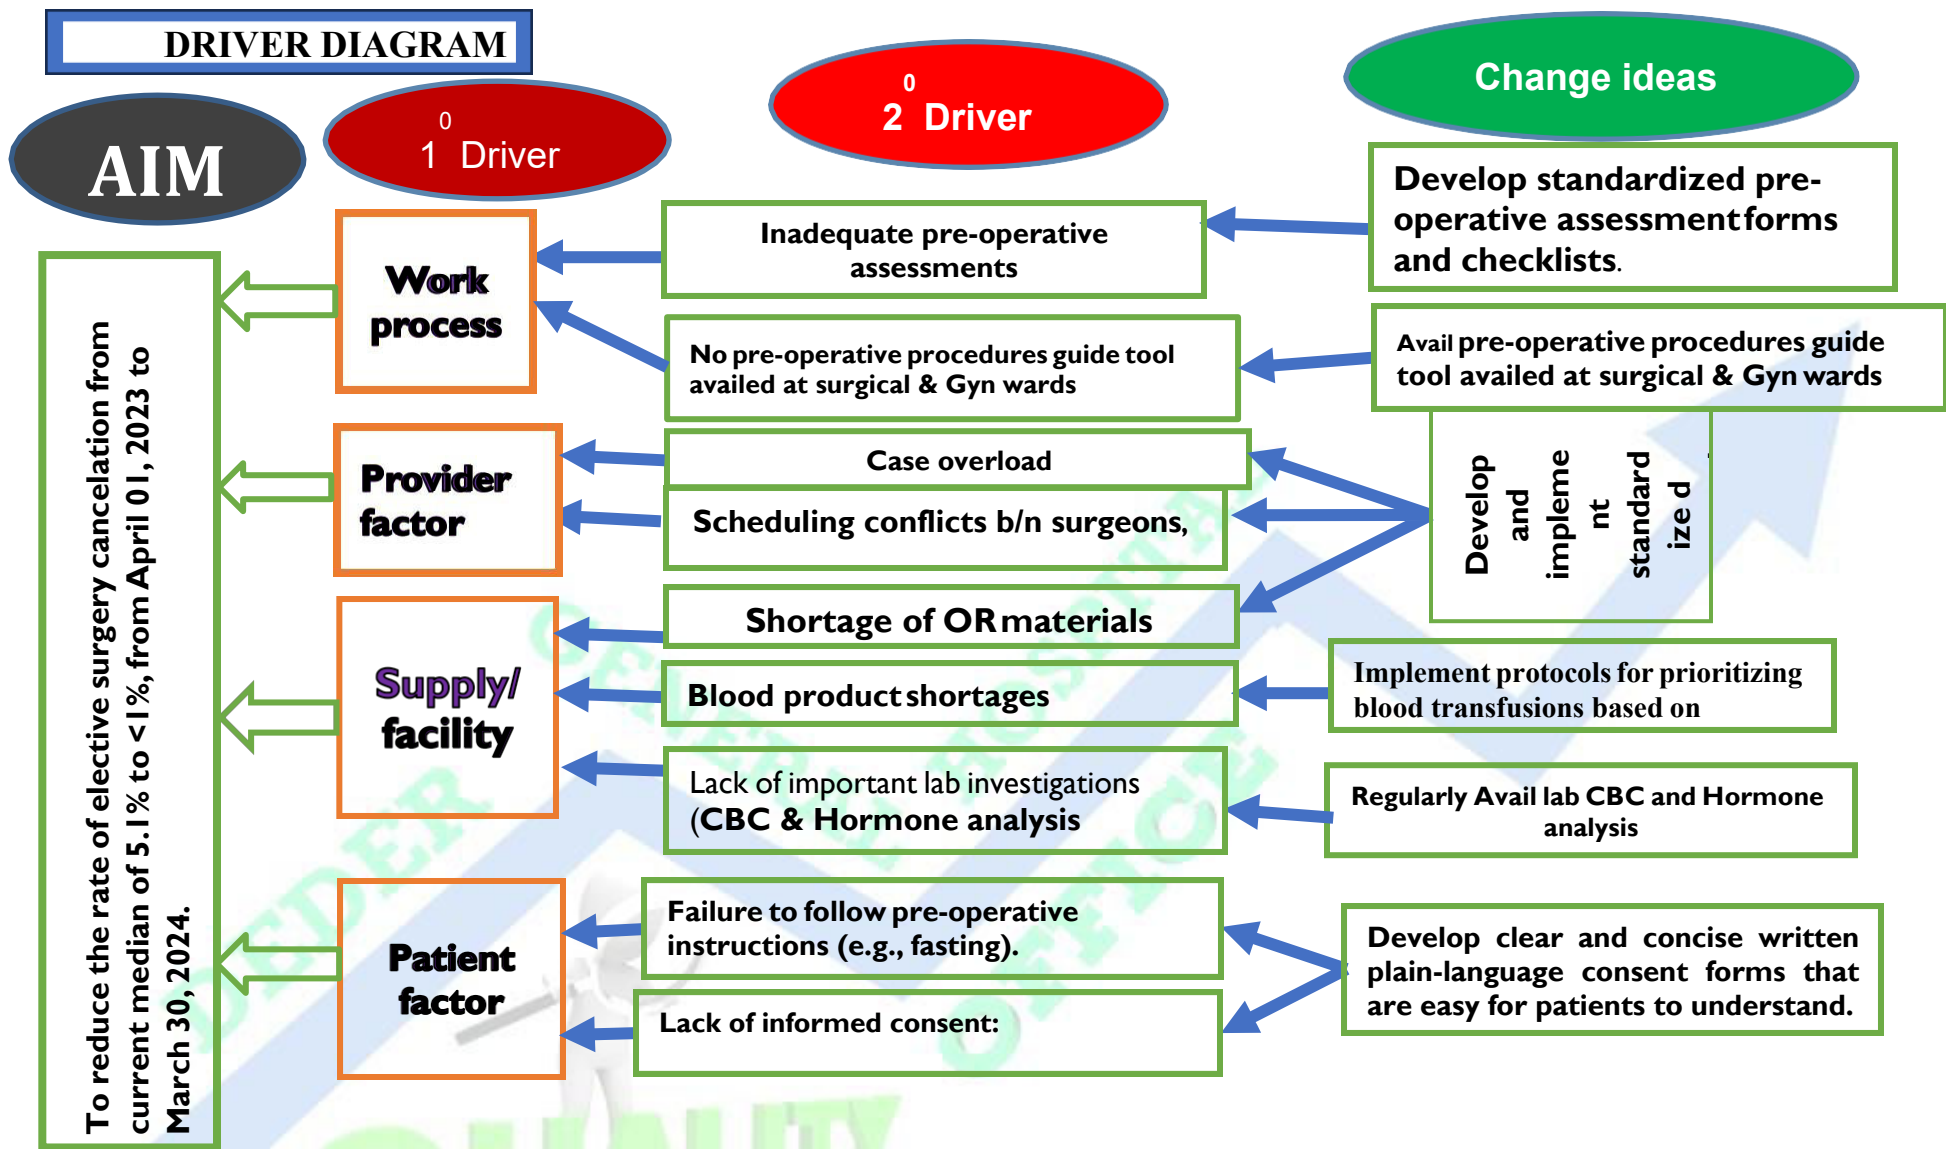 DRIVER DIAGRAM
AIM
0
1 Driver
0
2 Driver
Change ideas
To reduce the rate of elective surgery cancelation from
current median of 5.1% to <1%, from April 01, 2023 to
March 30, 2024.
Work
process
Provider
factor
Supply/
facility
Patient
factor
Inadequate pre-operative
assessments
No pre-operative procedures guide tool
availed at surgical & Gyn wards
Case overload
Scheduling conflicts b/n surgeons,
Shortage of OR materials
Blood product shortages
Lack of important lab investigations
(CBC & Hormone analysis
Failure to follow pre-operative
instructions (e.g., fasting).
Lack of informed consent:
Develop standardized pre-
operative assessment forms
and checklists.
Avail pre-operative procedures guide
tool availed at surgical & Gyn wards
Develop
and
impleme
nt
standard
ize d
Implement protocols for prioritizing
blood transfusions based on
Regularly Avail lab CBC and Hormone
analysis
Develop clear and concise written
plain-language consent forms that
are easy for patients to understand.
DEDER GENERAL HOSPITAL
QUALITY OFFICE